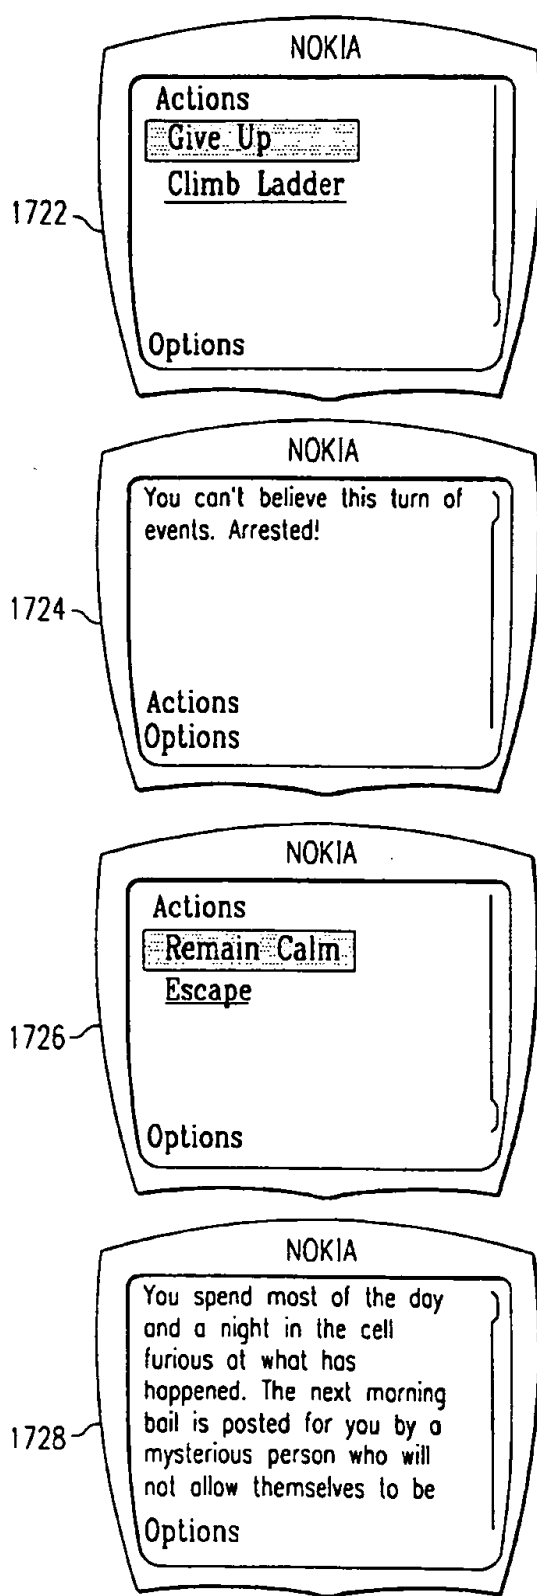 NOKIA
Actions
Give Up
Climb Ladder
1722
Options
NOKIA
You can't believe this turn of
events. Arrested!
1724
Actions
Options
NOKIA
Actions
Remain Calm
Escape
1726
Options
NOKIA
You spend most of the day
and a night in the cell
furious at what has
happened. The next morning
bail is posted for you by a
1728
mysterious person who will
not allow themselves to be
Options